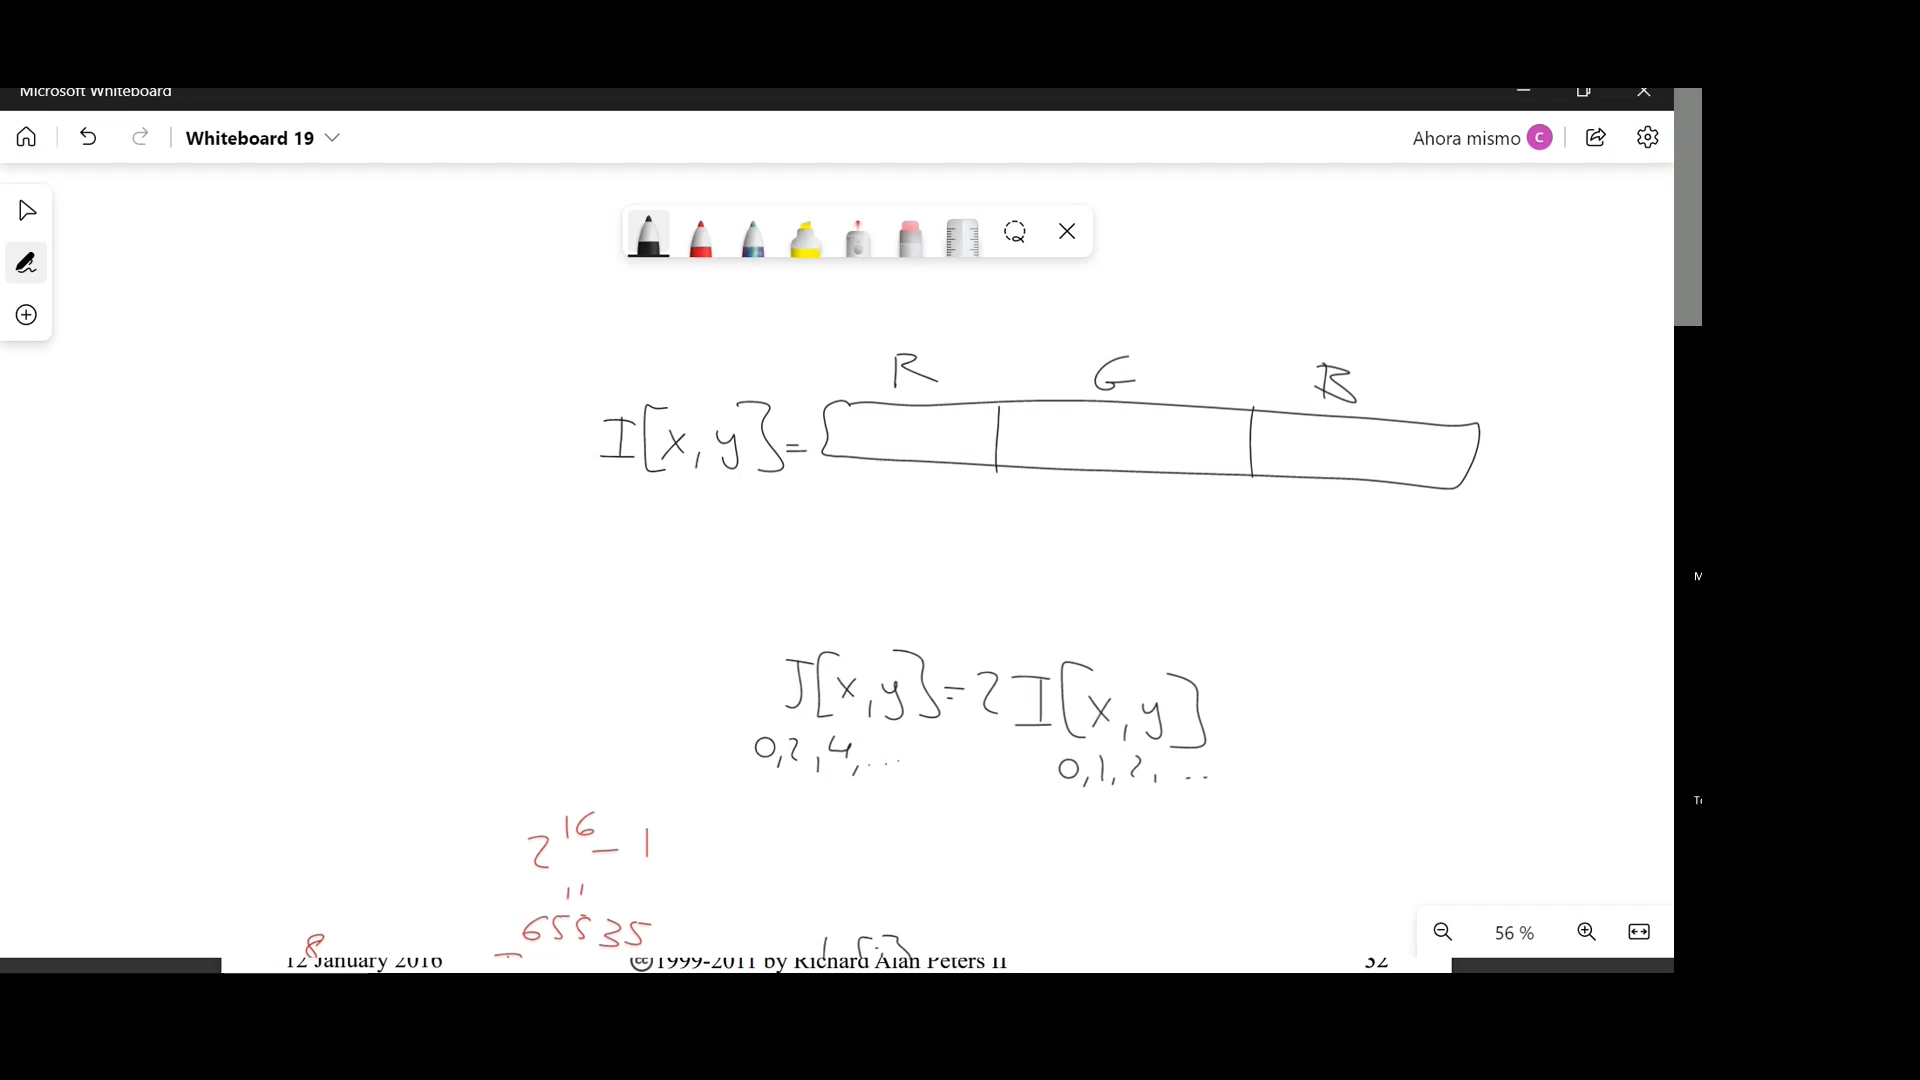 Microsoft Whiteboard
Whiteboard 19
Ahora mismo C
R G B
I[x, y] =
J[x, y] = 2 I[x, y]
0, 2, 4, ...
0, 1, 2, ...
2^16 - 1
"
65535
8
56 %
12 January 2016
©1999-2011 by Richard Alan Peters II
32